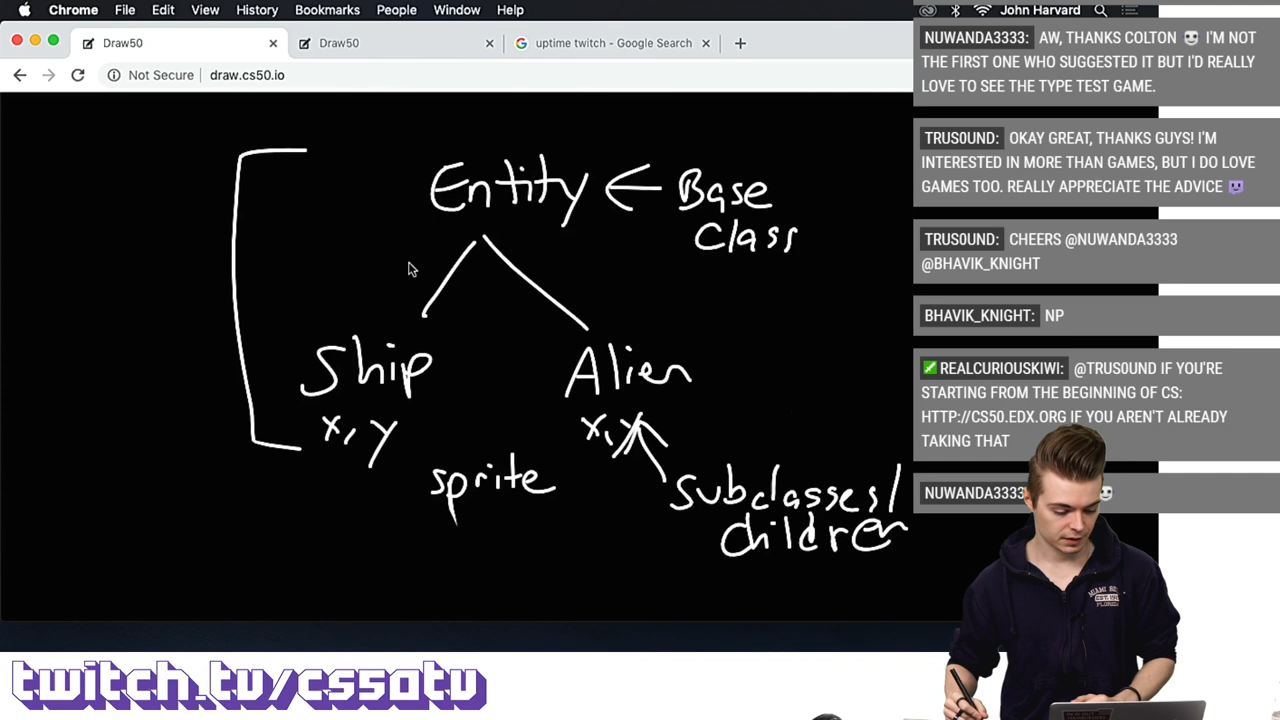 Chrome File Edit View History Bookmarks People Window Help
John Harvard
Draw50
Draw50
uptime twitch - Google Search
Not Secure
draw.cs50.io
Entity
Base
Class
Ship
Alien
x, y
x, y
sprite
subclasses/
children
NUWANDA3333: AW, THANKS COLTON I'M NOT
THE FIRST ONE WHO SUGGESTED IT BUT I'D REALLY
LOVE TO SEE THE TYPE TEST GAME.
TRUS0UND: OKAY GREAT, THANKS GUYS! I'M
INTERESTED IN MORE THAN GAMES, BUT I DO LOVE
GAMES TOO. REALLY APPRECIATE THE ADVICE
TRUS0UND: CHEERS @NUWANDA3333
@BHAVIK_KNIGHT
BHAVIK_KNIGHT: NP
REALCURIOUSKIWI: @TRUS0UND IF YOU'RE
STARTING FROM THE BEGINNING OF CS:
HTTP://CS50.EDX.ORG IF YOU AREN'T ALREADY
TAKING THAT
NUWANDA3333
MIAMI
FLORIDA
twitch.tv/cs50tv